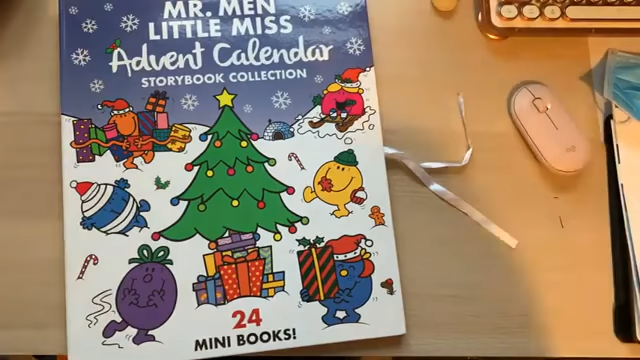 MR. MEN
LITTLE MISS
Advent Calendar
STORYBOOK COLLECTION
24
MINI BOOKS!